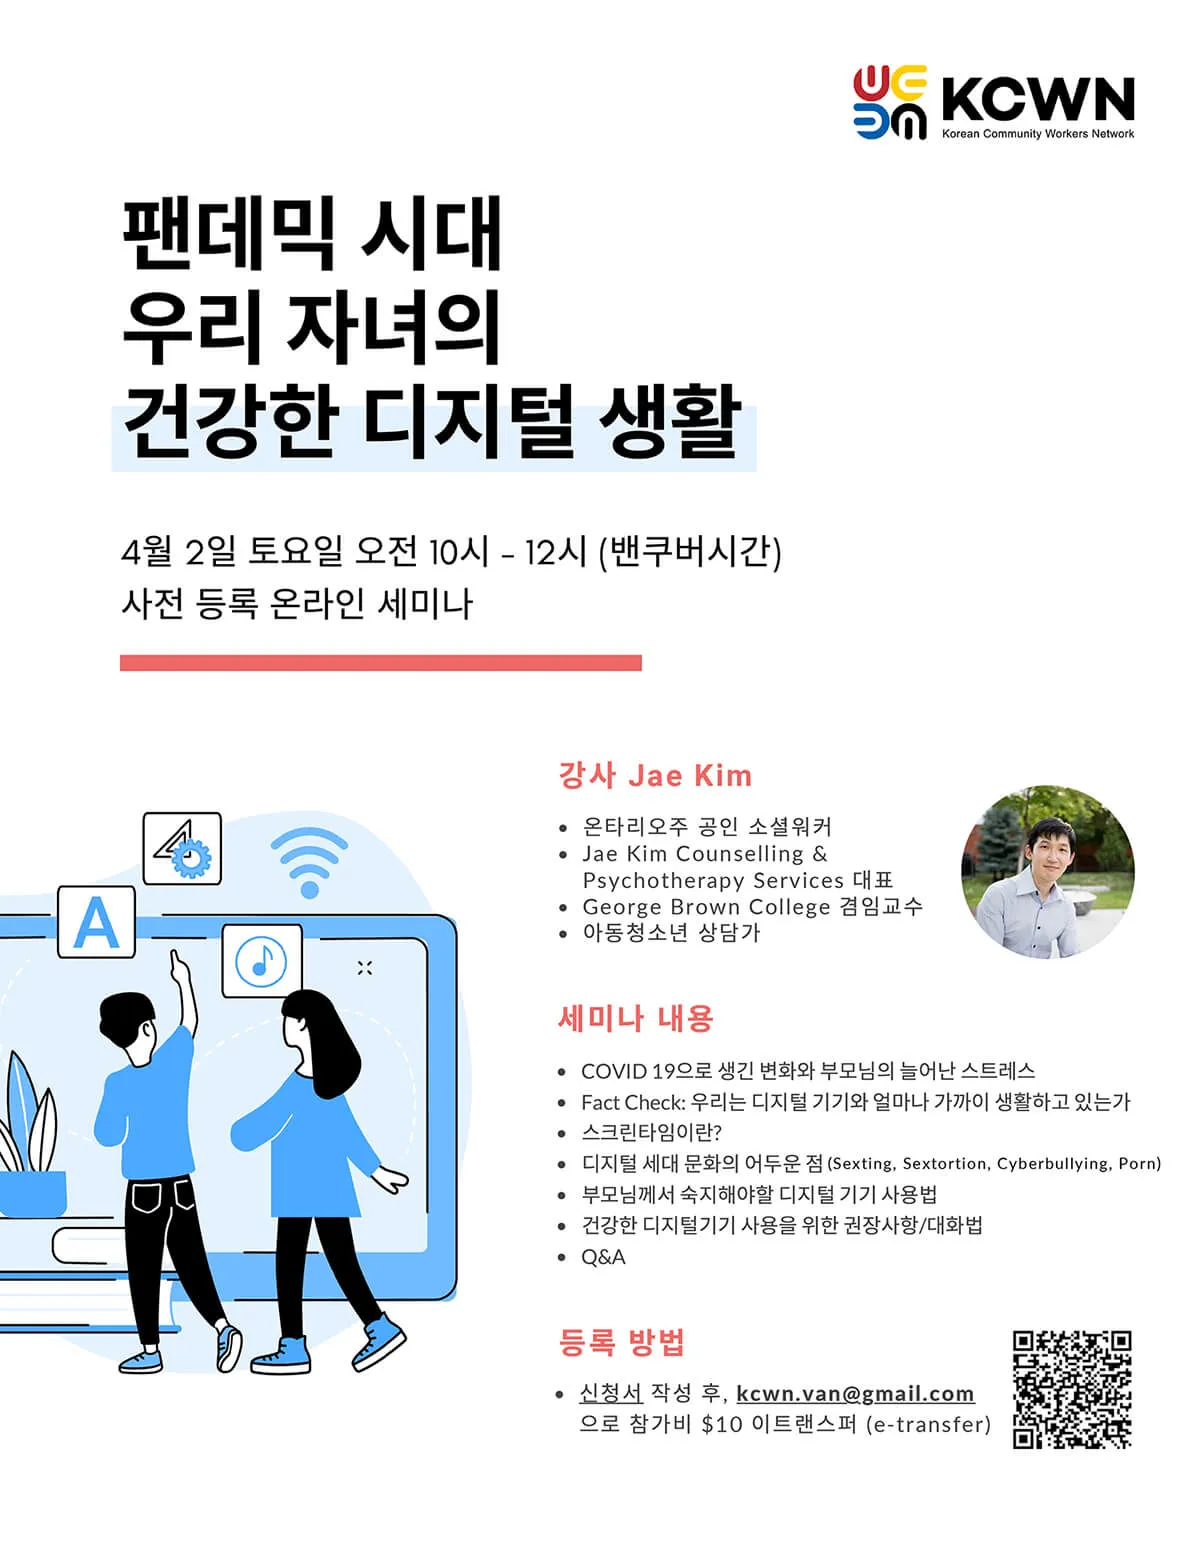 KCWN
Korean Community Workers Network
팬데믹 시대
우리 자녀의
건강한 디지털 생활
4월 2일 토요일 오전 10시 - 12시 (밴쿠버시간)
사전 등록 온라인 세미나
강사 Jae Kim
• 온타리오주 공인 소셜워커
• Jae Kim Counselling &
Psychotherapy Services 대표
• George Brown College 겸임교수
• 아동청소년 상담가
A
세미나 내용
• COVID 19으로 생긴 변화와 부모님의 늘어난 스트레스
• Fact Check: 우리는 디지털 기기와 얼마나 가까이 생활하고 있는가
• 스크린타임이란?
• 디지털 세대 문화의 어두운 점 (Sexting, Sextortion, Cyberbullying, Porn)
• 부모님께서 숙지해야할 디지털 기기 사용법
• 건강한 디지털기기 사용을 위한 권장사항/대화법
• Q&A
등록 방법
• 신청서 작성 후, kcwn.van@gmail.com
으로 참가비 $10 이트랜스퍼 (e-transfer)